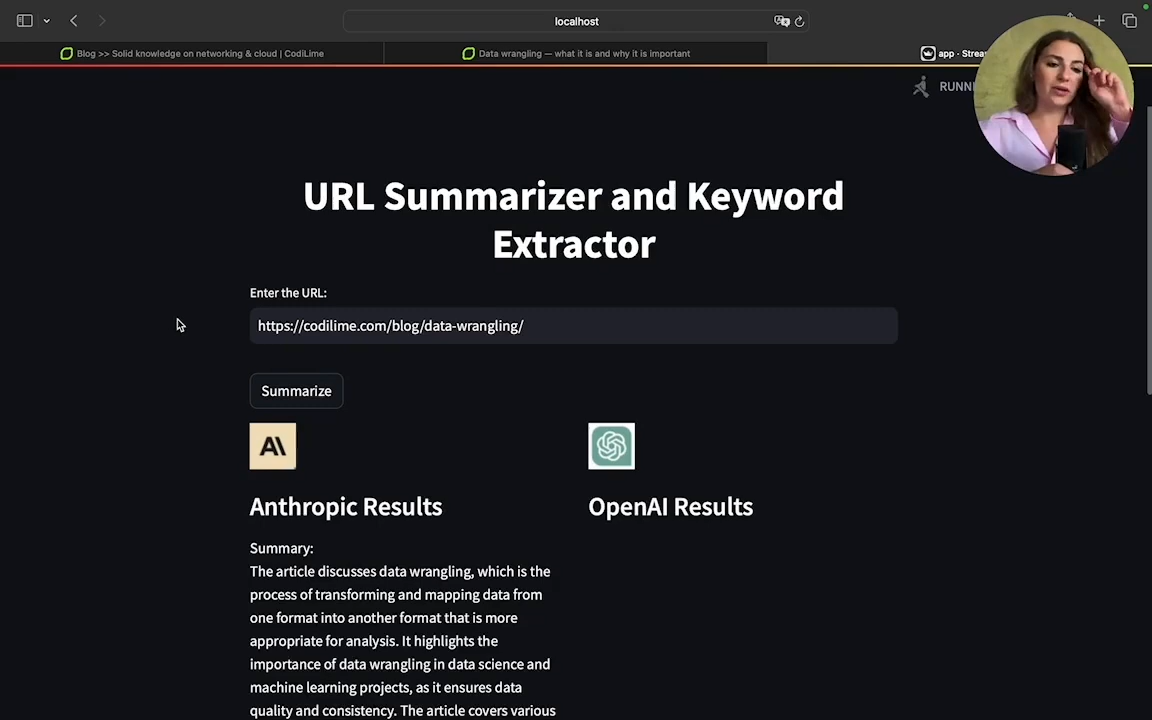 localhost
Blog >> Solid knowledge on networking & cloud | CodiLime
Data wrangling — what it is and why it is important
app · Strea
RUNN
URL Summarizer and Keyword
Extractor
Enter the URL:
https://codilime.com/blog/data-wrangling/
Summarize
Anthropic Results
OpenAI Results
Summary:
The article discusses data wrangling, which is the
process of transforming and mapping data from
one format into another format that is more
appropriate for analysis. It highlights the
importance of data wrangling in data science and
machine learning projects, as it ensures data
quality and consistency. The article covers various